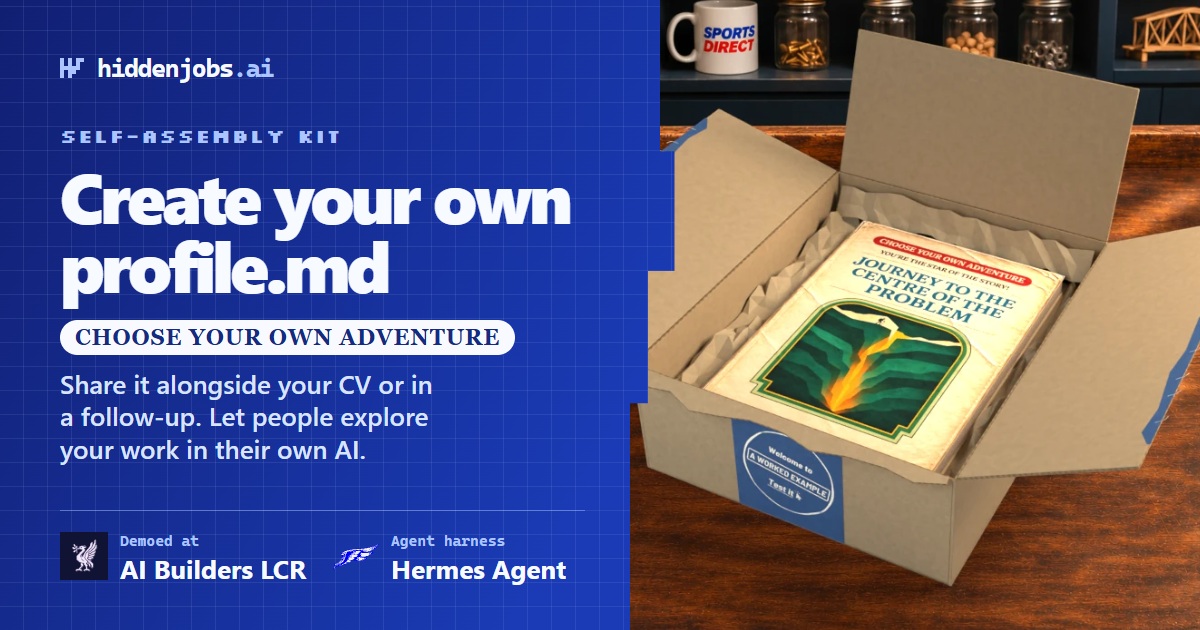 hiddenjobs.ai
SELF-ASSEMBLY KIT
Create your own
profile.md
CHOOSE YOUR OWN ADVENTURE
Share it alongside your CV or in
a follow-up. Let people explore
your work in their own AI.
Demoed at
AI Builders LCR
Agent harness
Hermes Agent
SPORTS
DIRECT
CHOOSE YOUR OWN ADVENTURE
YOU'RE THE STAR OF THE STORY!
JOURNEY TO THE
CENTRE OF THE
PROBLEM
Welcome to
A WORKED EXAMPLE
Test it